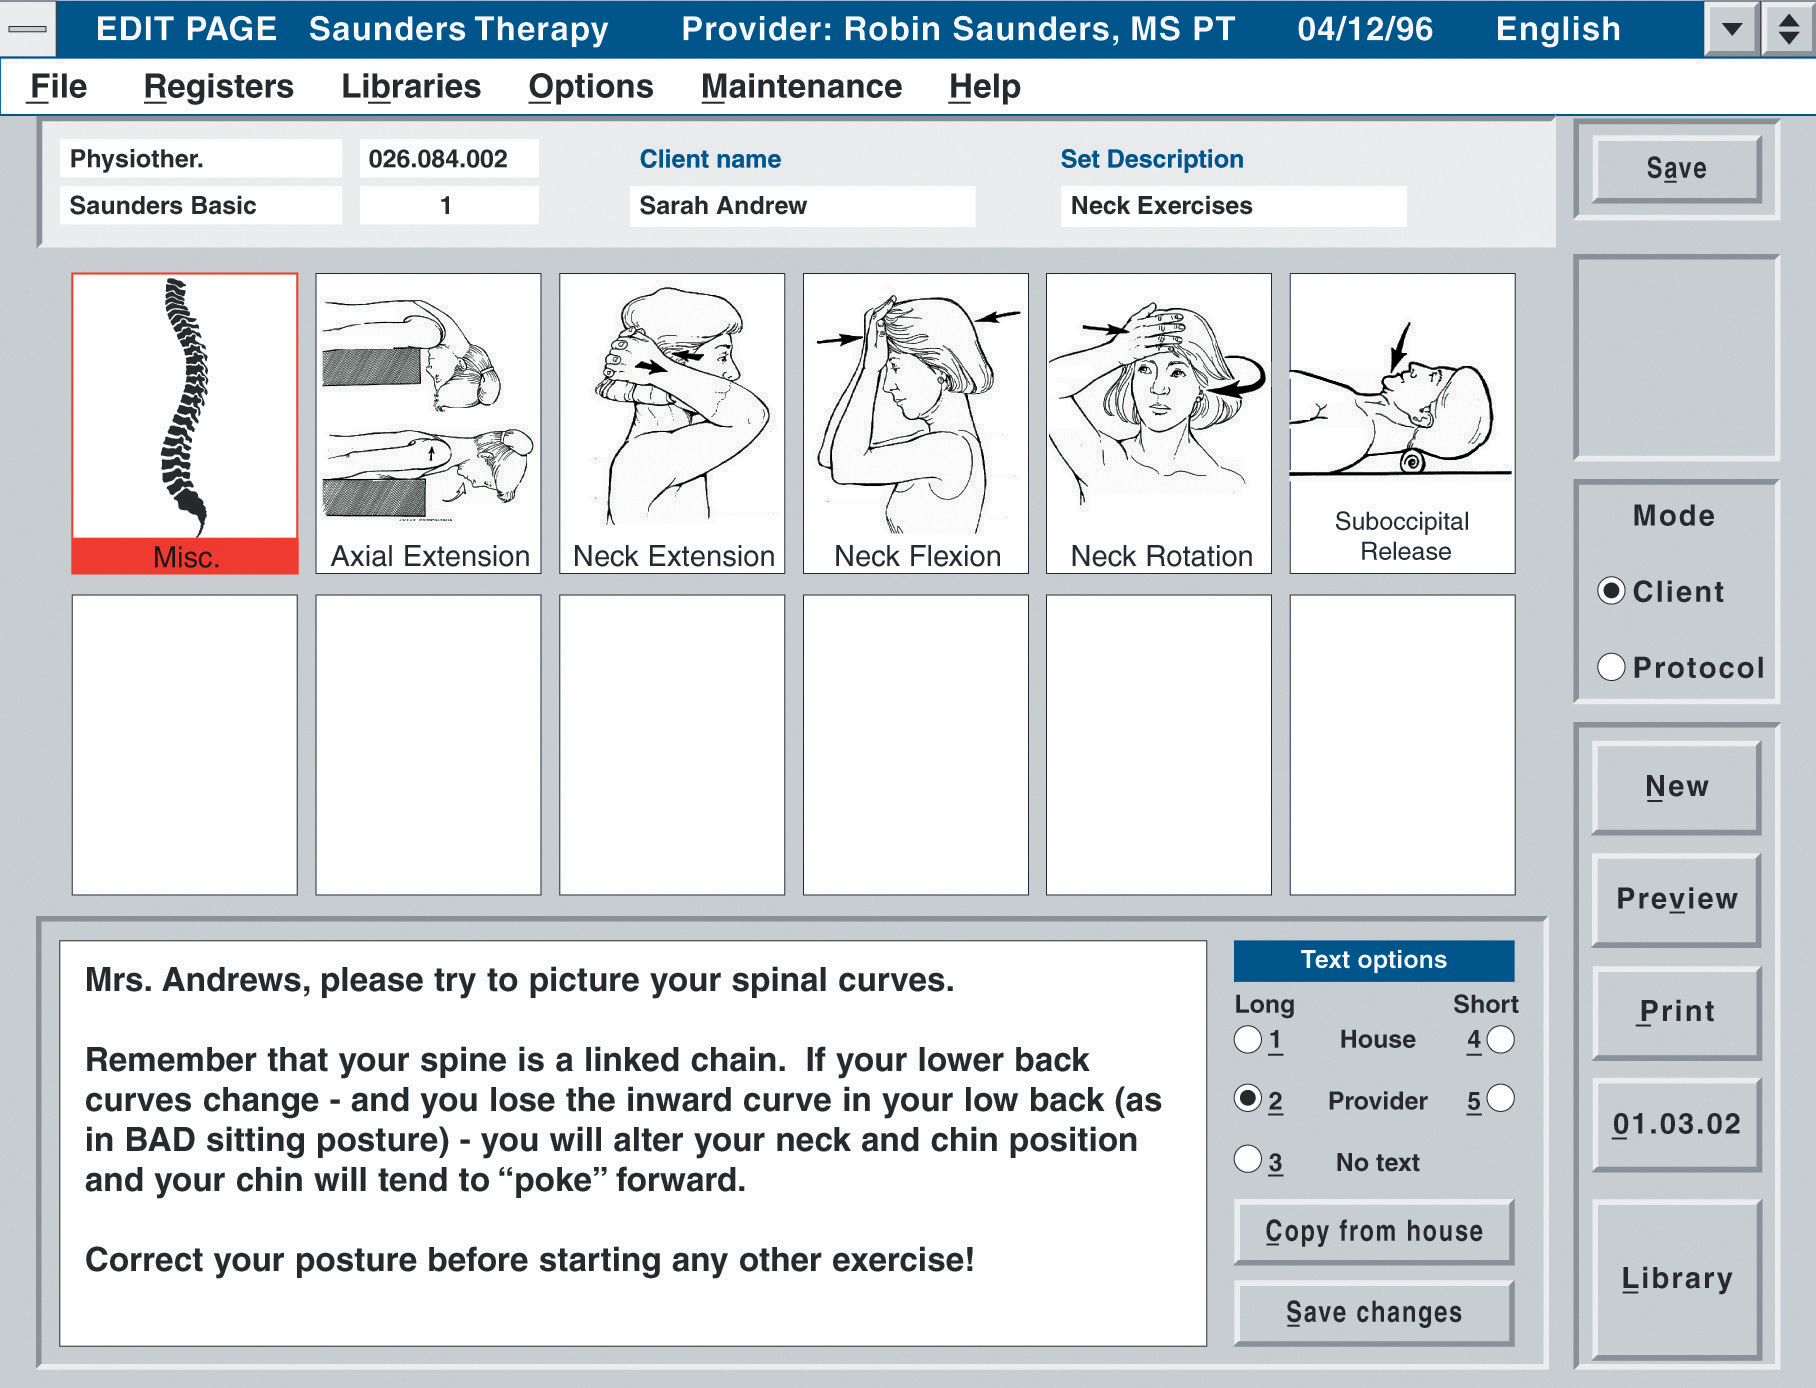 EDIT PAGE Saunders Therapy Provider: Robin Saunders, MS PT 04/12/96 English
File Registers Libraries Options Maintenance Help
Physiother. 026.084.002 Client name Set Description
Saunders Basic 1 Sarah Andrew Neck Exercises
Save
Misc. Axial Extension Neck Extension Neck Flexion Neck Rotation Suboccipital
Release
Mode
Client
Protocol
New
Preview
Print
01.03.02
Library
Mrs. Andrews, please try to picture your spinal curves.
Remember that your spine is a linked chain. If your lower back
curves change - and you lose the inward curve in your low back (as
in BAD sitting posture) - you will alter your neck and chin position
and your chin will tend to “poke” forward.
Correct your posture before starting any other exercise!
Text options
Long Short
1 House 4
2 Provider 5
3 No text
Copy from house
Save changes